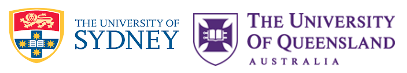 THE UNIVERSITY OF
SYDNEY
THE UNIVERSITY
OF QUEENSLAND
AUSTRALIA